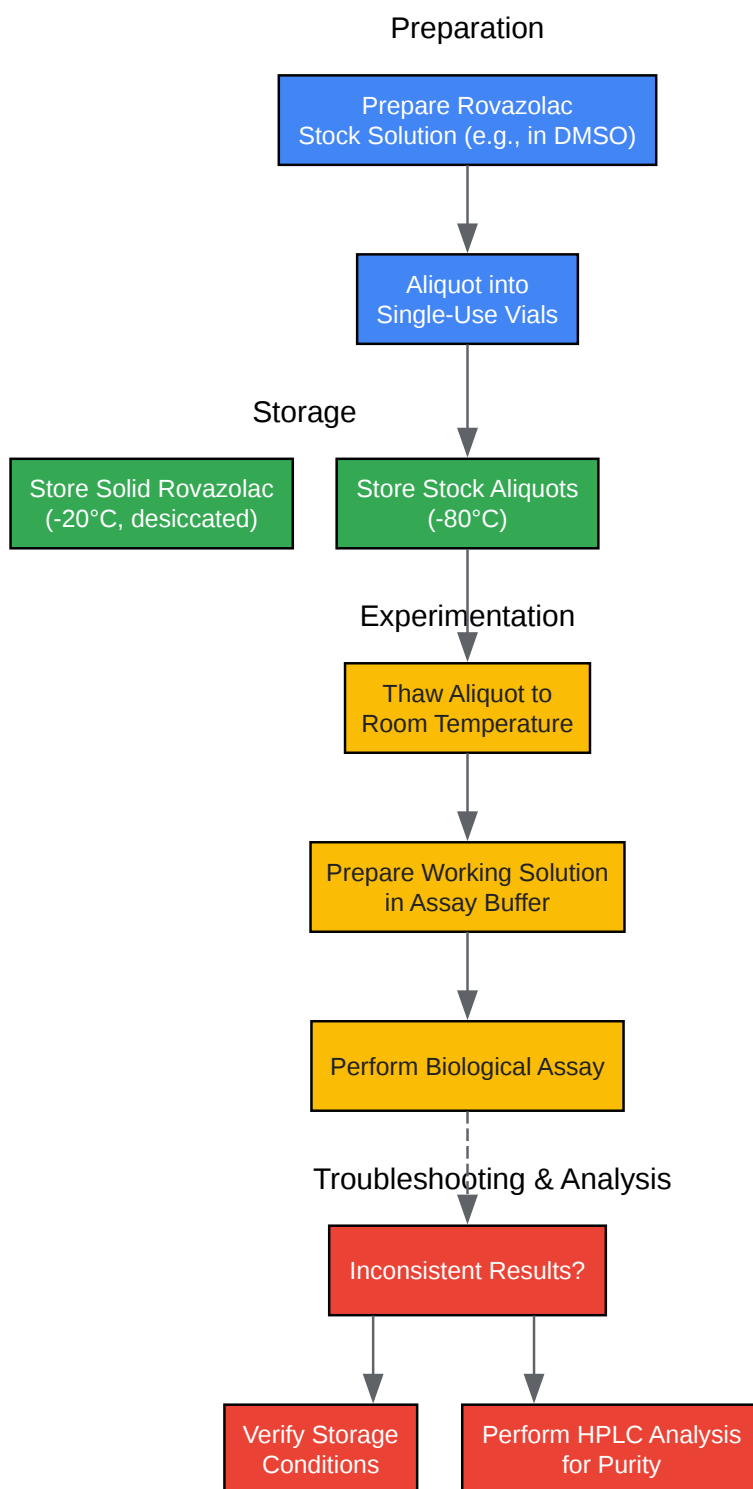 Preparation
Prepare Rovazolac
Stock Solution (e.g., in DMSO)
Aliquot into
Single-Use Vials
Storage
Store Solid Rovazolac
(-20°C, desiccated)
Store Stock Aliquots
(-80°C)
Experimentation
Thaw Aliquot to
Room Temperature
Prepare Working Solution
in Assay Buffer
Perform Biological Assay
Troubleshooting & Analysis
Inconsistent Results?
Verify Storage
Conditions
Perform HPLC Analysis
for Purity